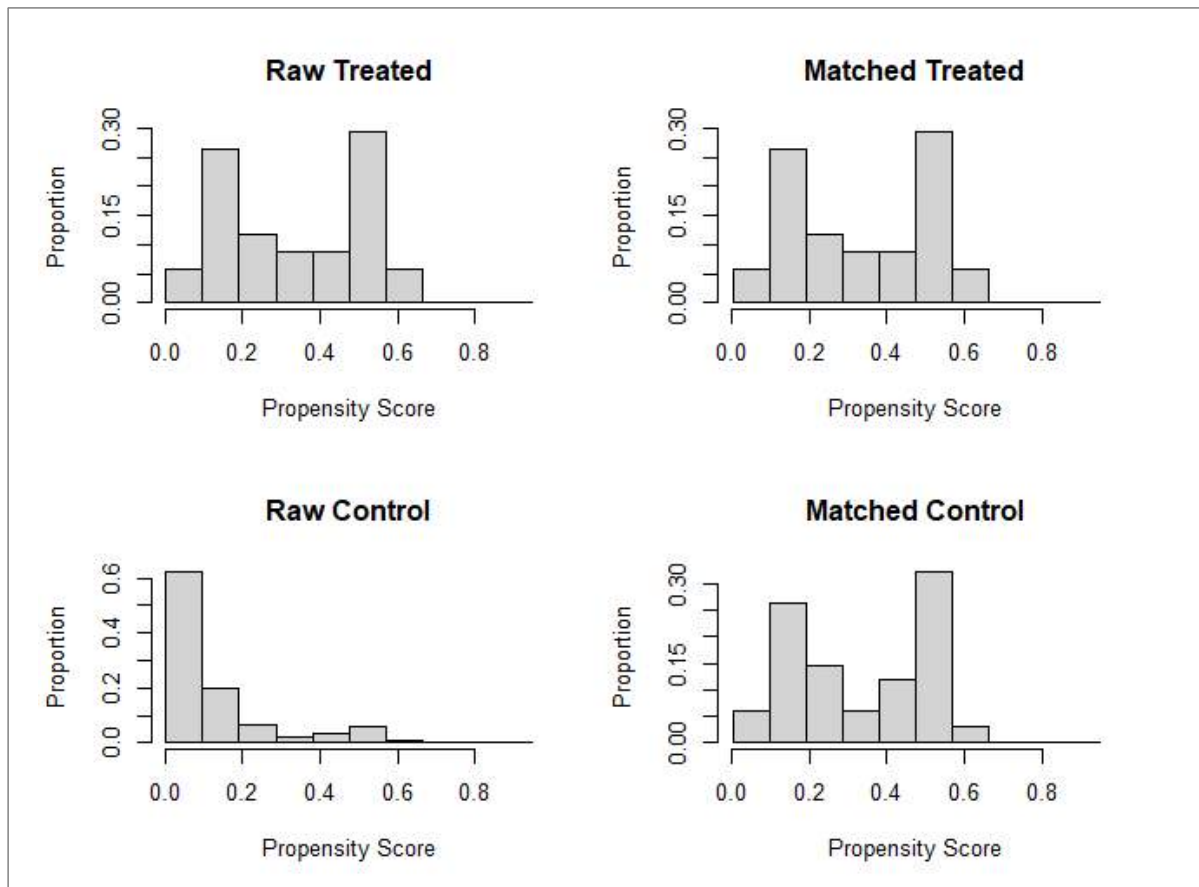 Raw Treated
Proportion
0.00 0.15 0.30
0.0 0.2 0.4 0.6 0.8
Propensity Score
Matched Treated
Proportion
0.00 0.15 0.30
0.0 0.2 0.4 0.6 0.8
Propensity Score
Raw Control
Proportion
0.0 0.2 0.4 0.6
0.0 0.2 0.4 0.6 0.8
Propensity Score
Matched Control
Proportion
0.00 0.15 0.30
0.0 0.2 0.4 0.6 0.8
Propensity Score